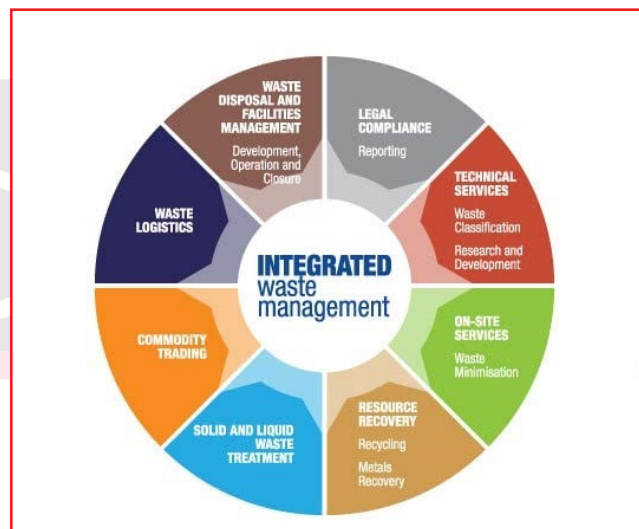 WASTE
DISPOSAL AND
FACILITIES
MANAGEMENT
Development,
Operation and
Closure
LEGAL
COMPLIANCE
Reporting
TECHNICAL
SERVICES
Waste
Classification
Research and
Development
ON-SITE
SERVICES
Waste
Minimisation
RESOURCE
RECOVERY
Recycling
Metals
Recovery
SOLID AND LIQUID
WASTE
TREATMENT
COMMODITY
TRADING
WASTE
LOGISTICS
INTEGRATED
waste
management